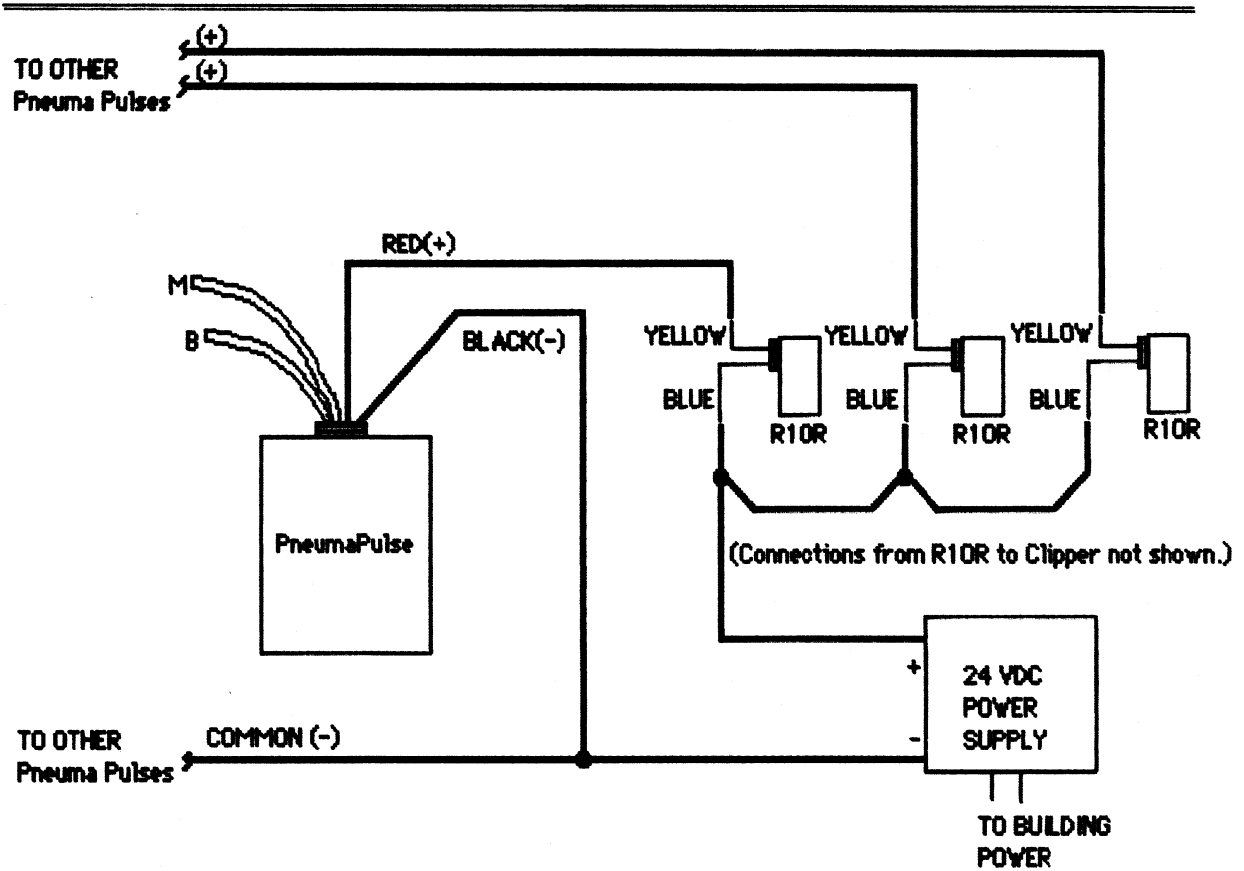 (+)
TO OTHER
Pneuma Pulses
(+)
RED(+)
M
B
BLACK(-)
YELLOW
YELLOW
YELLOW
BLUE
BLUE
BLUE
R10R
R10R
R10R
PneumaPulse
(Connections from R10R to Clipper not shown.)
+
24 VDC
POWER
SUPPLY
-
TO OTHER
Pneuma Pulses
COMMON (-)
TO BUILDING
POWER